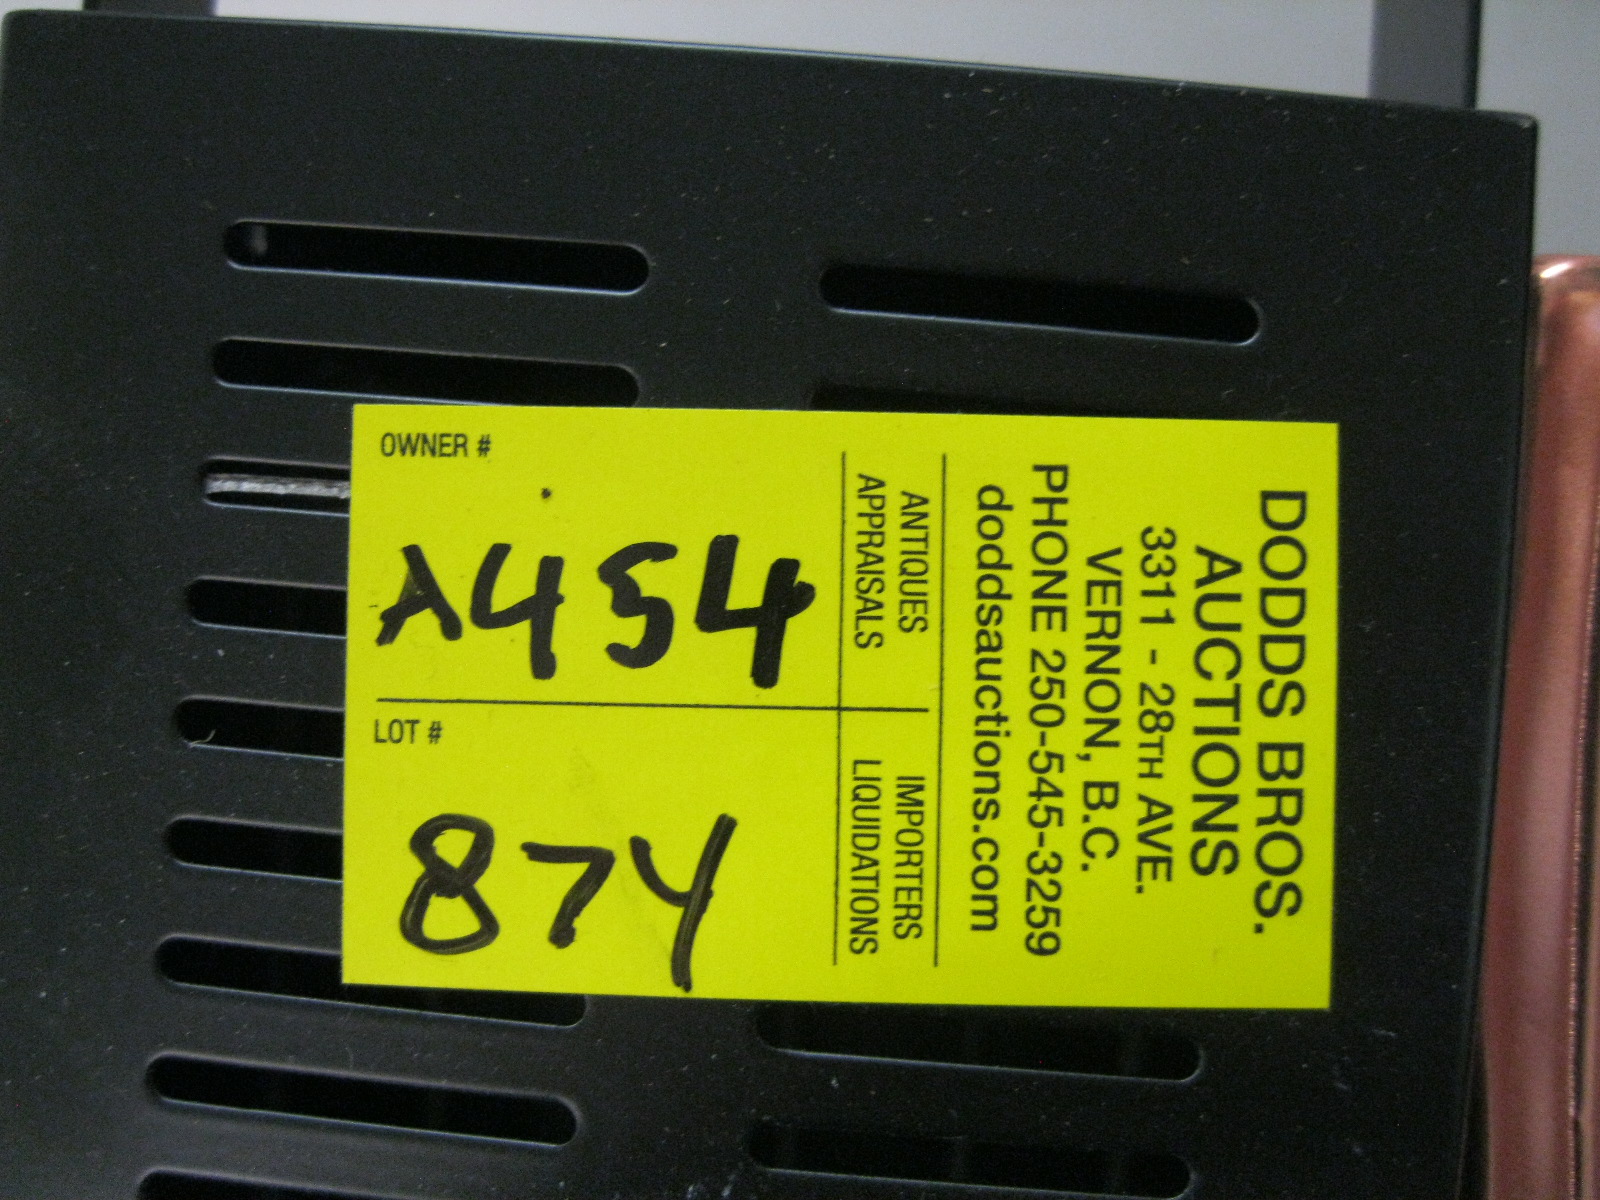 OWNER #
A454
LOT #
87Y
ANTIQUES
APPRAISALS
IMPORTERS
LIQUIDATIONS
DODDS BROS.
AUCTIONS
3311 - 28TH AVE.
VERNON, B.C.
PHONE 250-545-3259
doddsauctions.com